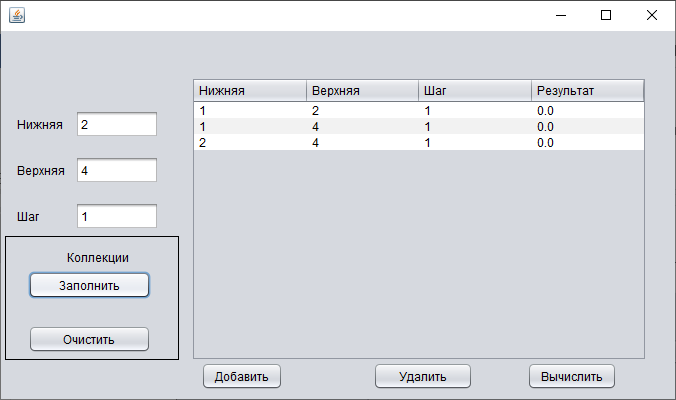 Нижняя 2
Верхняя 4
Шаг 1
Коллекции
Заполнить
Очистить
Нижняя Верхняя Шаг Результат
1 2 1 0.0
1 4 1 0.0
2 4 1 0.0
Добавить Удалить Вычислить